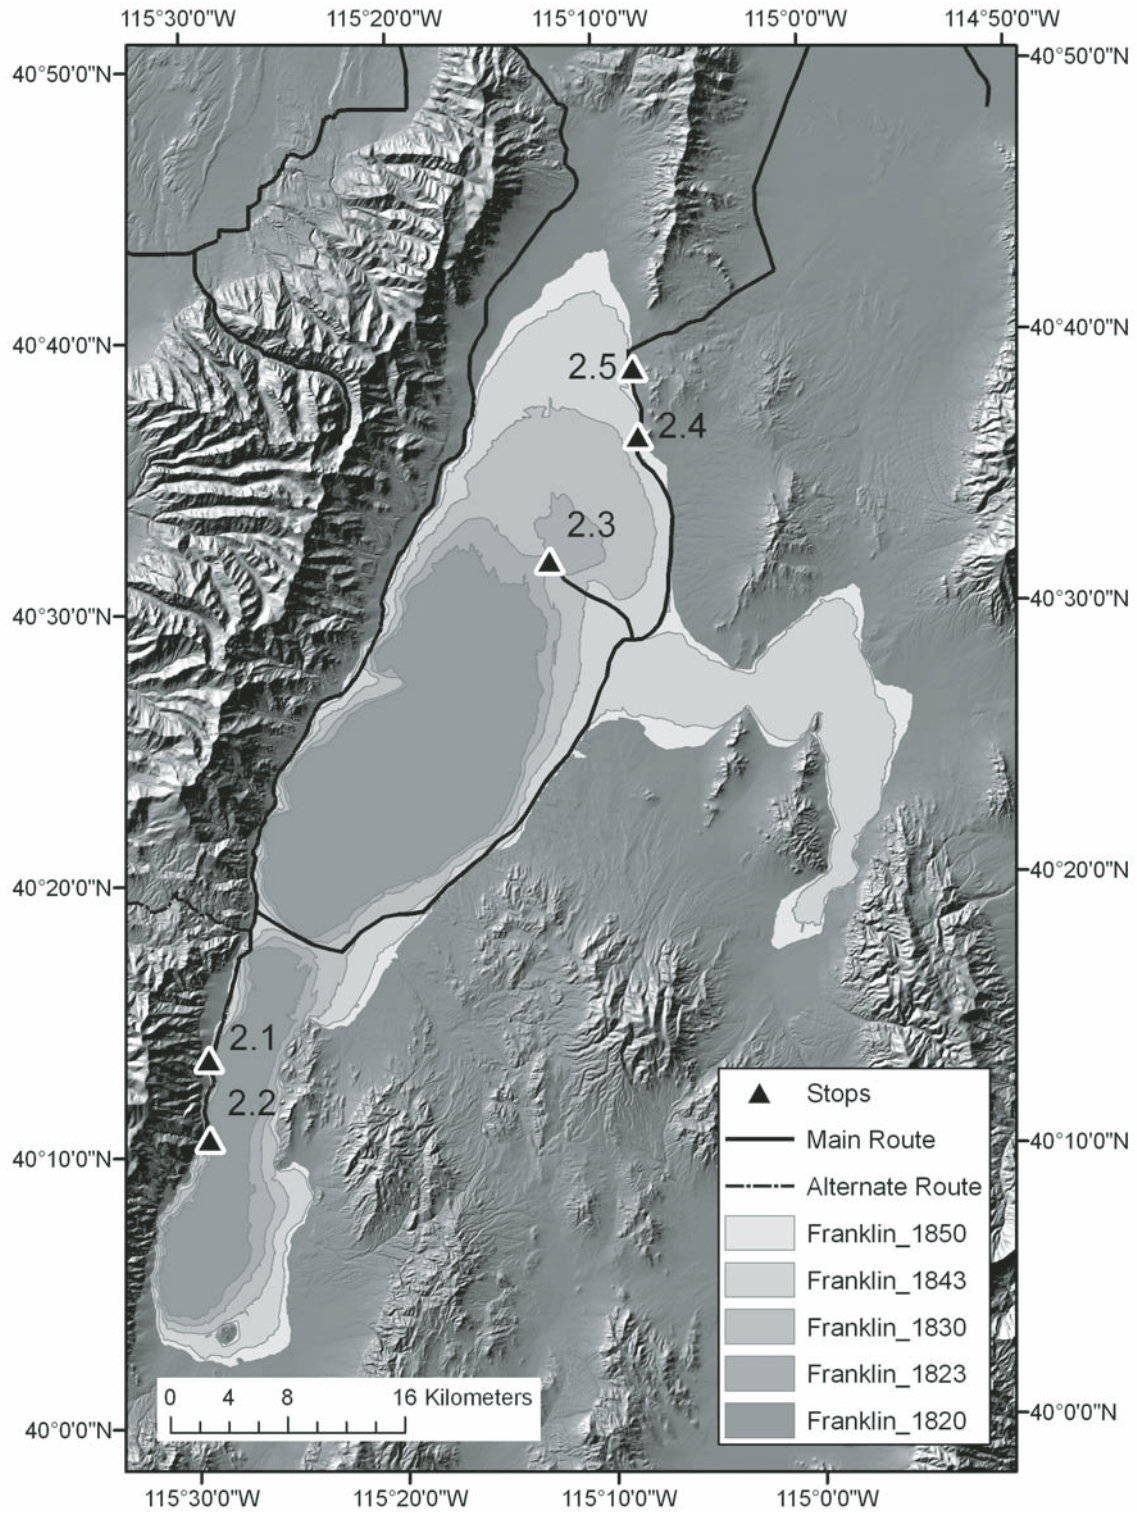 115°30'0"W 115°20'0"W 115°10'0"W 115°0'0"W 114°50'0"W
40°50'0"N 40°50'0"N
40°40'0"N 40°40'0"N
2.5
2.4
2.3
40°30'0"N 40°30'0"N
40°20'0"N 40°20'0"N
2.1
2.2
40°10'0"N 40°10'0"N
Stops
Main Route
Alternate Route
Franklin_1850
Franklin_1843
Franklin_1830
Franklin_1823
Franklin_1820
0 4 8 16 Kilometers
40°0'0"N 40°0'0"N
115°30'0"W 115°20'0"W 115°10'0"W 115°0'0"W